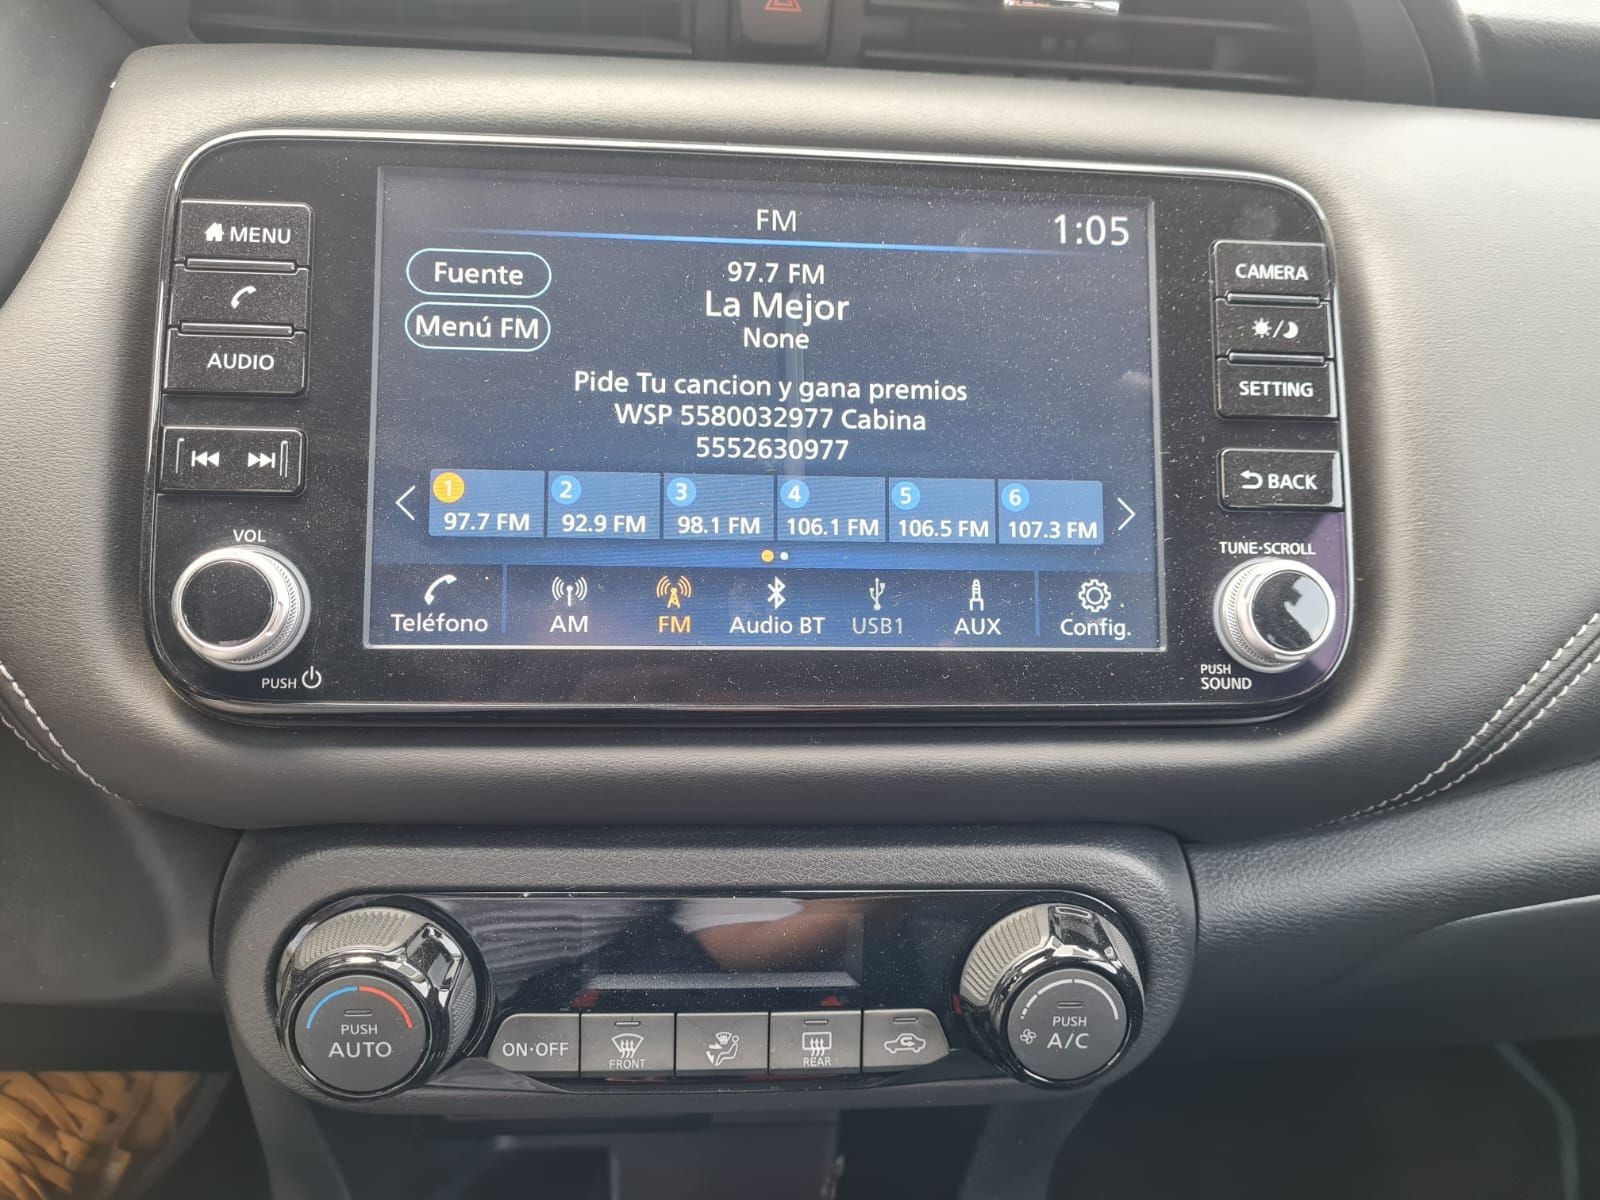 MENU
AUDIO
VOL
PUSH
FM
1:05
Fuente
Menú FM
97.7 FM
La Mejor
None
Pide Tu cancion y gana premios
WSP 5580032977 Cabina
5552630977
1 2 3 4 5 6
97.7 FM 92.9 FM 98.1 FM 106.1 FM 106.5 FM 107.3 FM
Teléfono AM FM Audio BT USB1 AUX Config.
CAMERA
SETTING
BACK
TUNE·SCROLL
PUSH
SOUND
PUSH
AUTO
ON·OFF
FRONT
REAR
PUSH
A/C